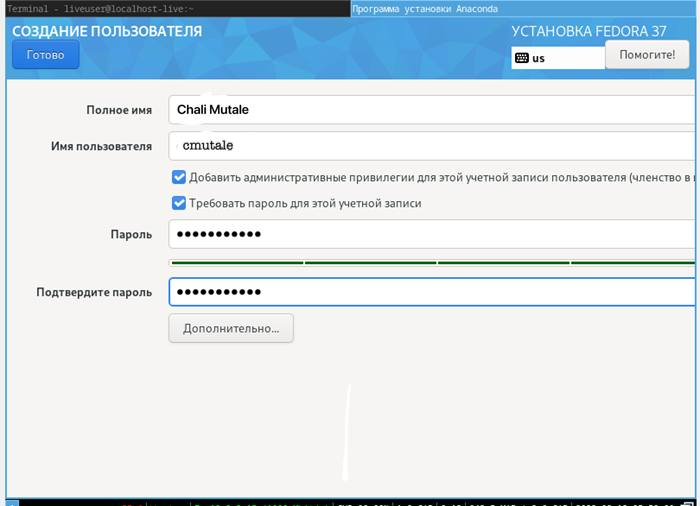 Terminal - liveuser@localhost-live:~
Программа установки Anaconda
СОЗДАНИЕ ПОЛЬЗОВАТЕЛЯ
УСТАНОВКА FEDORA 37
Готово
us
Помогите!
Полное имя
Chali Mutale
Имя пользователя
cmutale
Добавить административные привилегии для этой учетной записи пользователя (членство в
Требовать пароль для этой учетной записи
Пароль
●●●●●●●●●●●
Подтвердите пароль
●●●●●●●●●●●
Дополнительно...